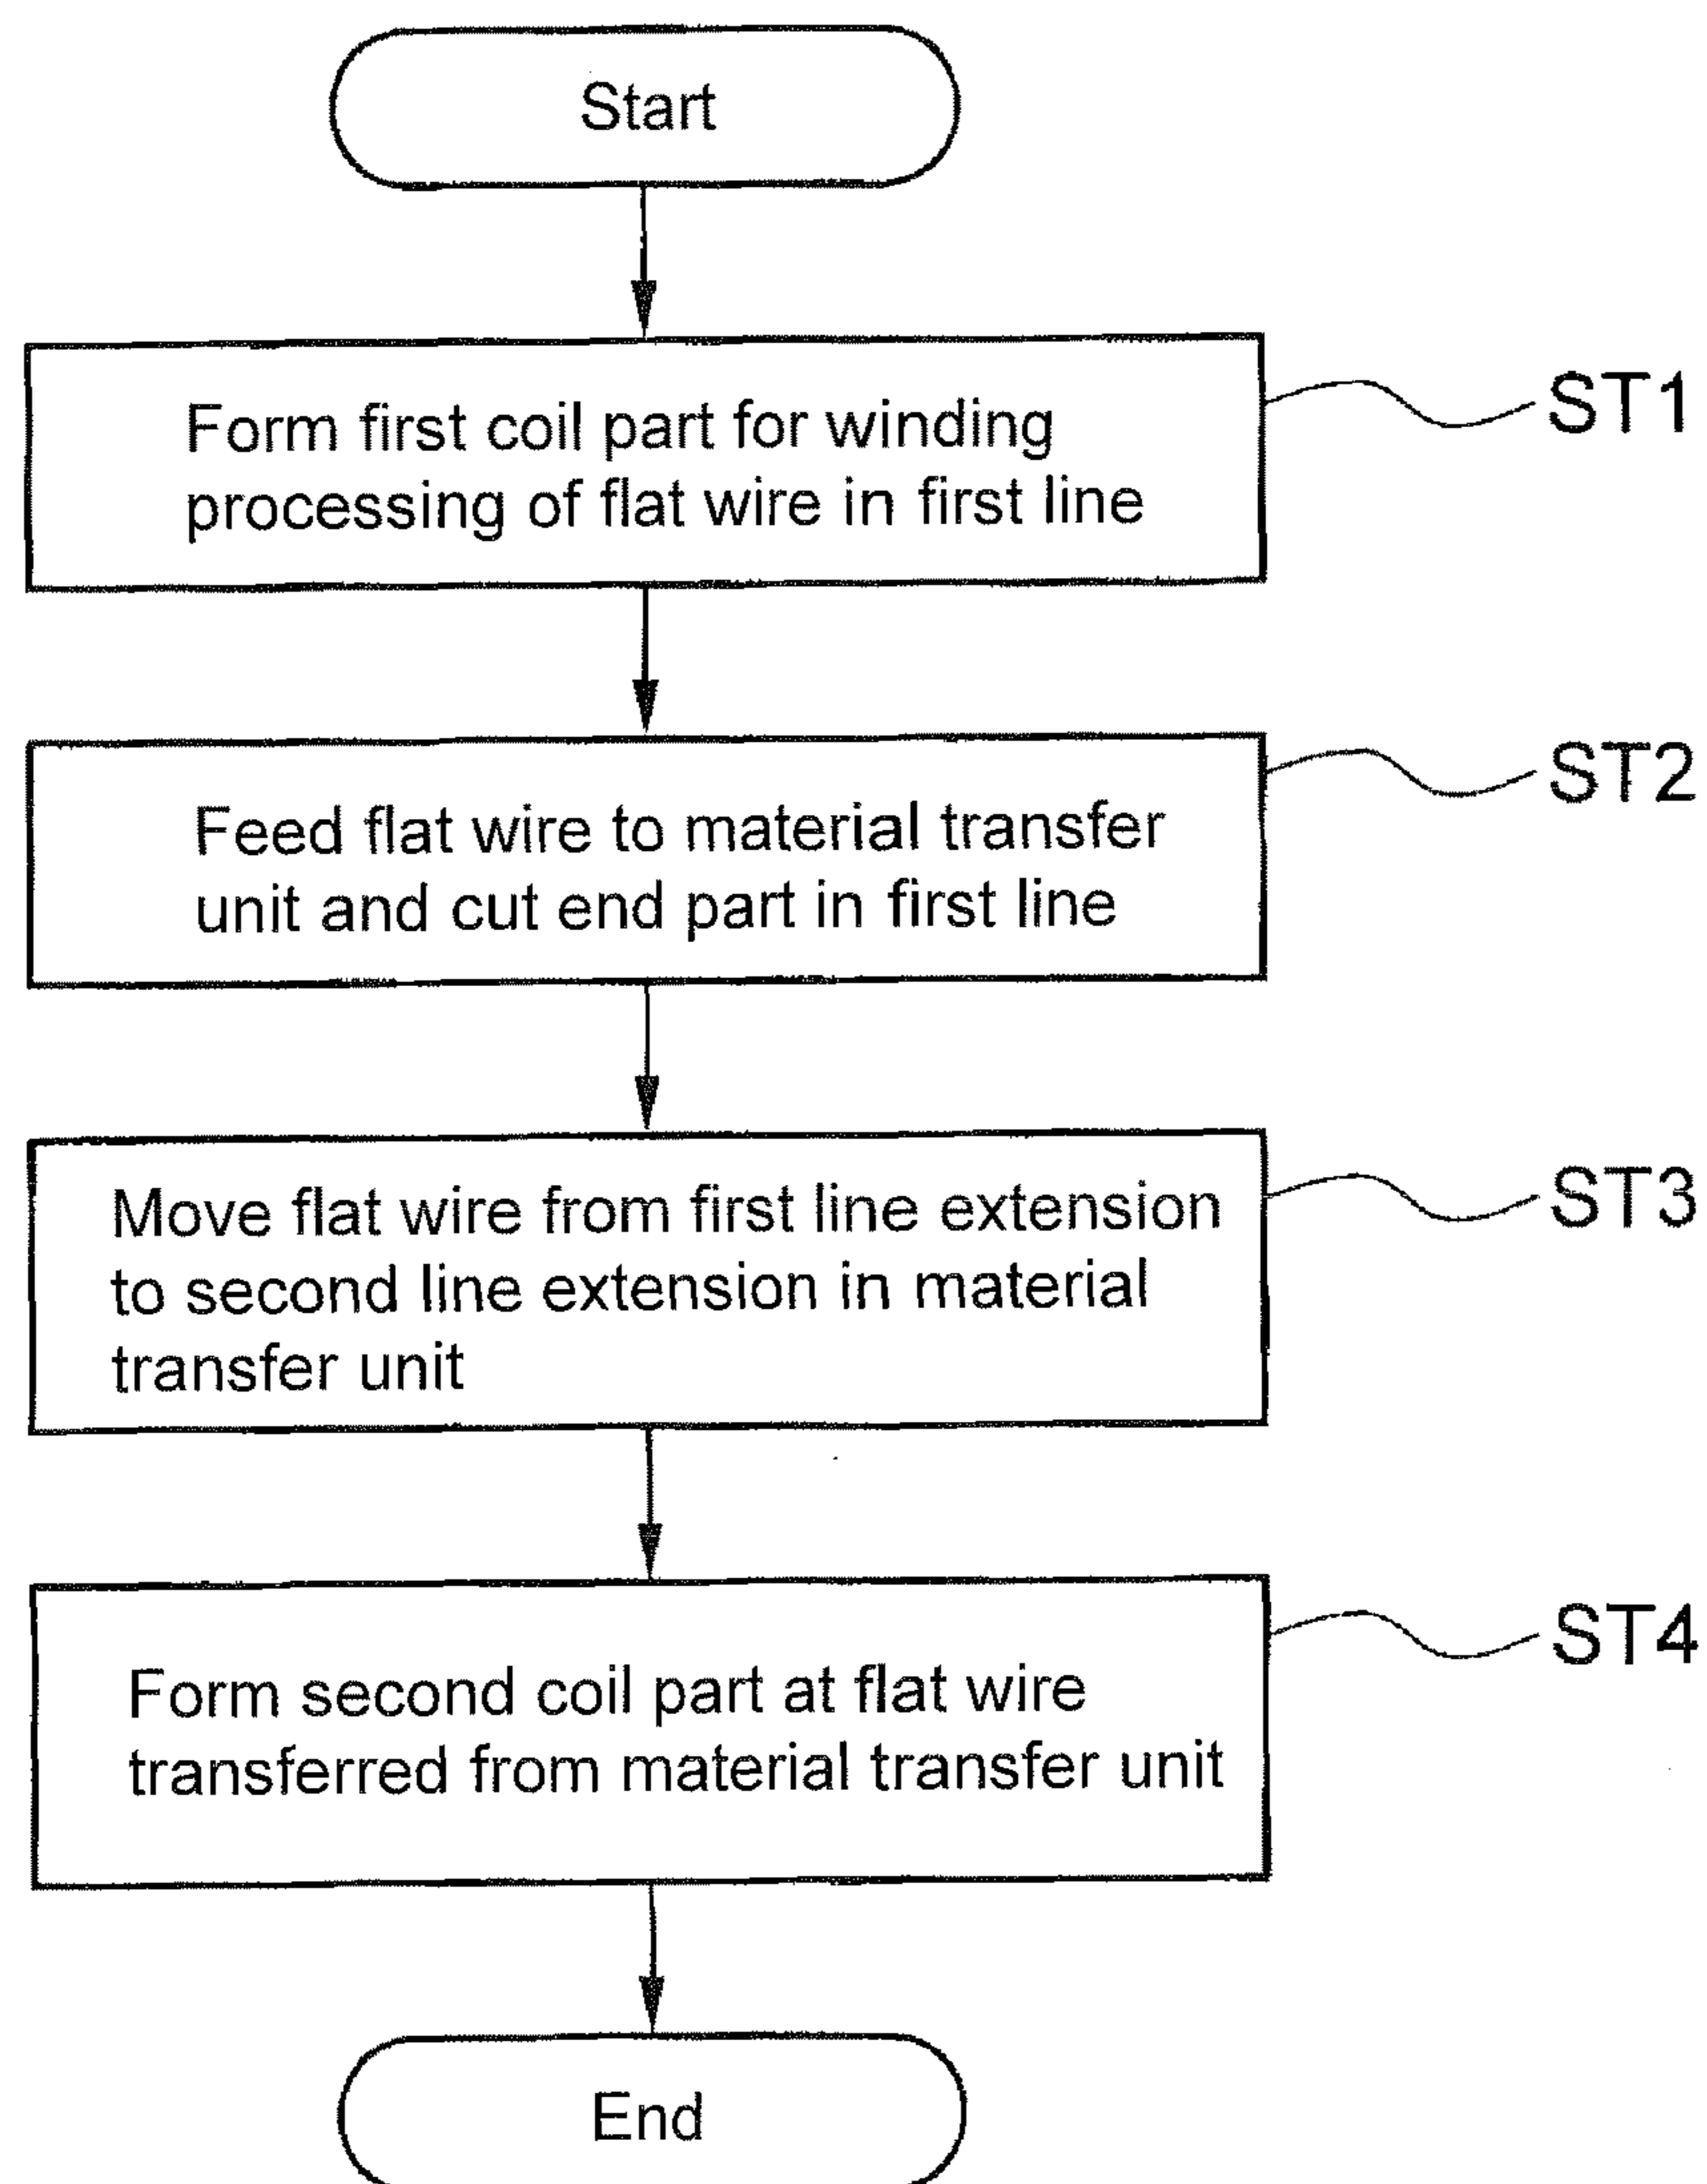 Start
Form first coil part for winding
processing of flat wire in first line
ST1
Feed flat wire to material transfer
unit and cut end part in first line
ST2
Move flat wire from first line extension
to second line extension in material
transfer unit
ST3
Form second coil part at flat wire
transferred from material transfer unit
ST4
End